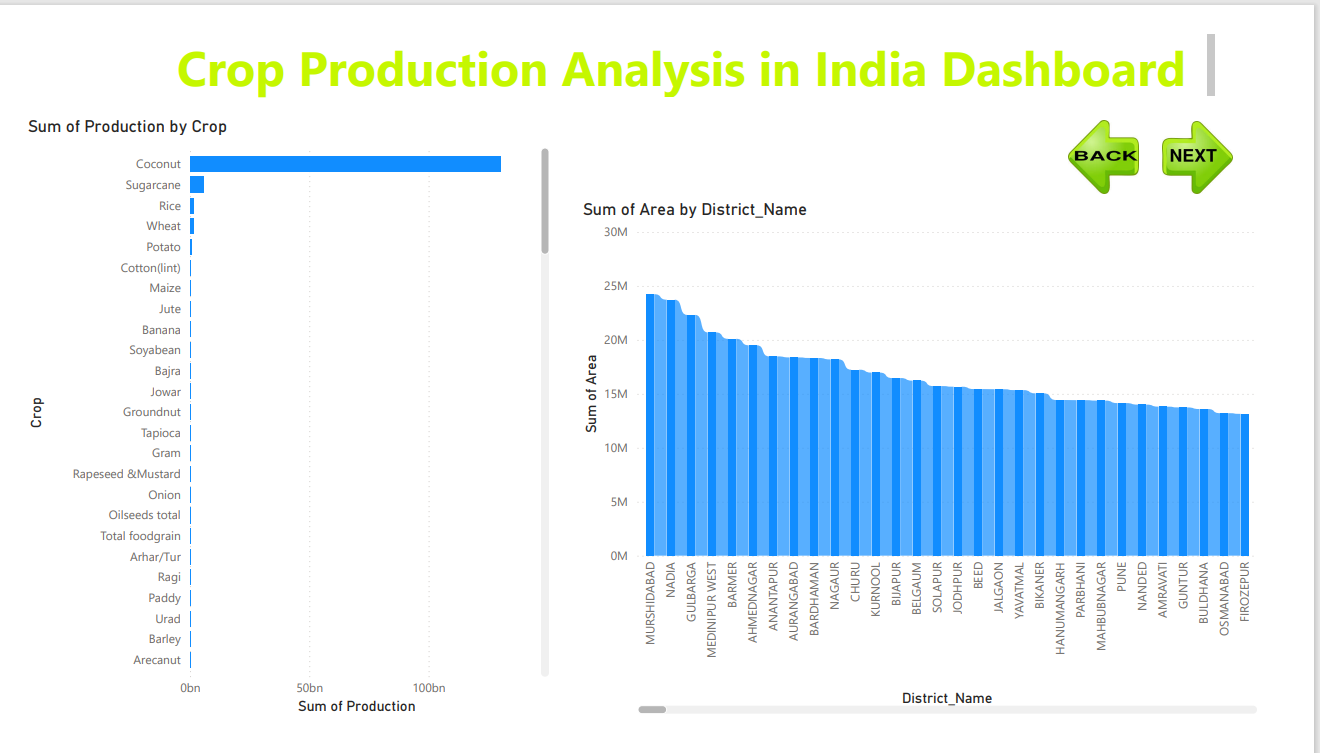 Crop Production Analysis in India Dashboard
Sum of Production by Crop
Crop
Coconut
Sugarcane
Rice
Wheat
Potato
Cotton(lint)
Maize
Jute
Banana
Soyabean
Bajra
Jowar
Groundnut
Tapioca
Gram
Rapeseed &Mustard
Onion
Oilseeds total
Total foodgrain
Arhar/Tur
Ragi
Paddy
Urad
Barley
Arecanut
0bn 50bn 100bn
Sum of Production
BACK NEXT
Sum of Area by District_Name
Sum of Area
30M
25M
20M
15M
10M
5M
0M
MURSHIDABAD
NADIA
GULBARGA
MEDINIPUR WEST
BARMER
AHMEDNAGAR
ANANTAPUR
AURANGABAD
BARDHAMAN
NAGAUR
CHURU
KURNOOL
BIJAPUR
BELGAUM
SOLAPUR
JODHPUR
BEED
JALGAON
YAVATMAL
BIKANER
HANUMANGARH
PARBHANI
MAHBUBNAGAR
PUNE
NANDED
AMRAVATI
GUNTUR
BULDHANA
OSMANABAD
FIROZEPUR
District_Name